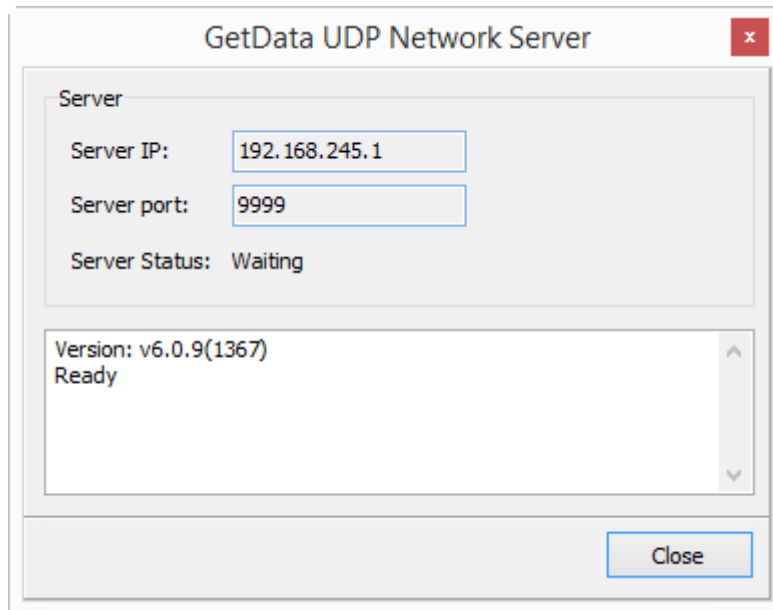 GetData UDP Network Server
x
Server
Server IP: 192.168.245.1
Server port: 9999
Server Status: Waiting
Version: v6.0.9(1367)
Ready
Close